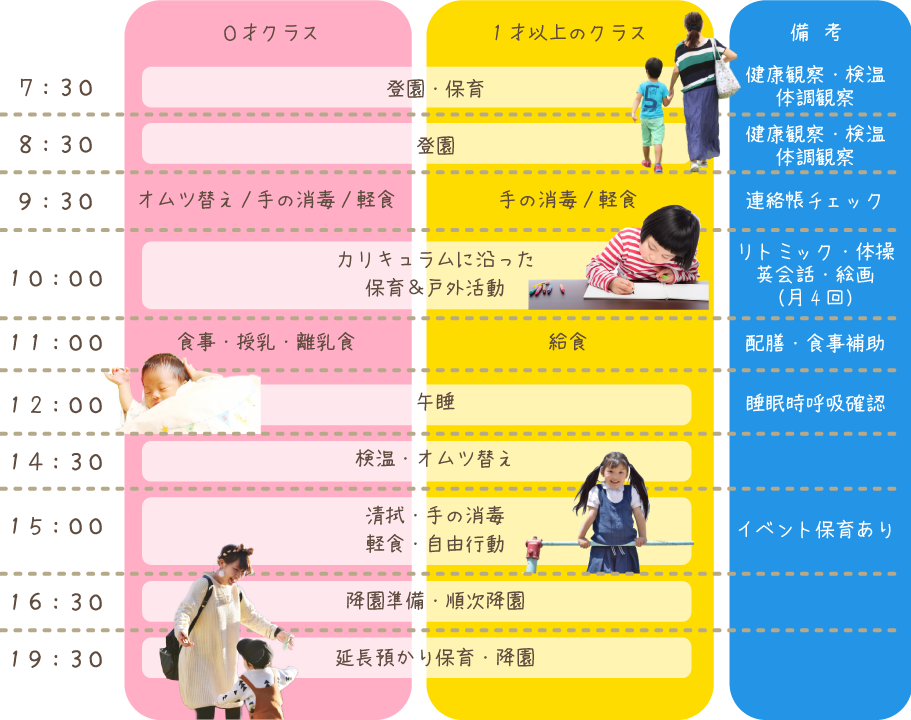 0才クラス
1才以上のクラス
備 考
7:30
登園・保育
健康観察・検温
体調観察
8:30
登園
健康観察・検温
体調観察
9:30
オムツ替え/手の消毒/軽食
手の消毒/軽食
連絡帳チェック
10:00
カリキュラムに沿った
保育&戸外活動
リトミック・体操
英会話・絵画
(月4回)
11:00
食事・授乳・離乳食
給食
配膳・食事補助
12:00
午睡
睡眠時呼吸確認
14:30
検温・オムツ替え
15:00
清拭・手の消毒
軽食・自由行動
イベント保育あり
16:30
降園準備・順次降園
19:30
延長預かり保育・降園
5